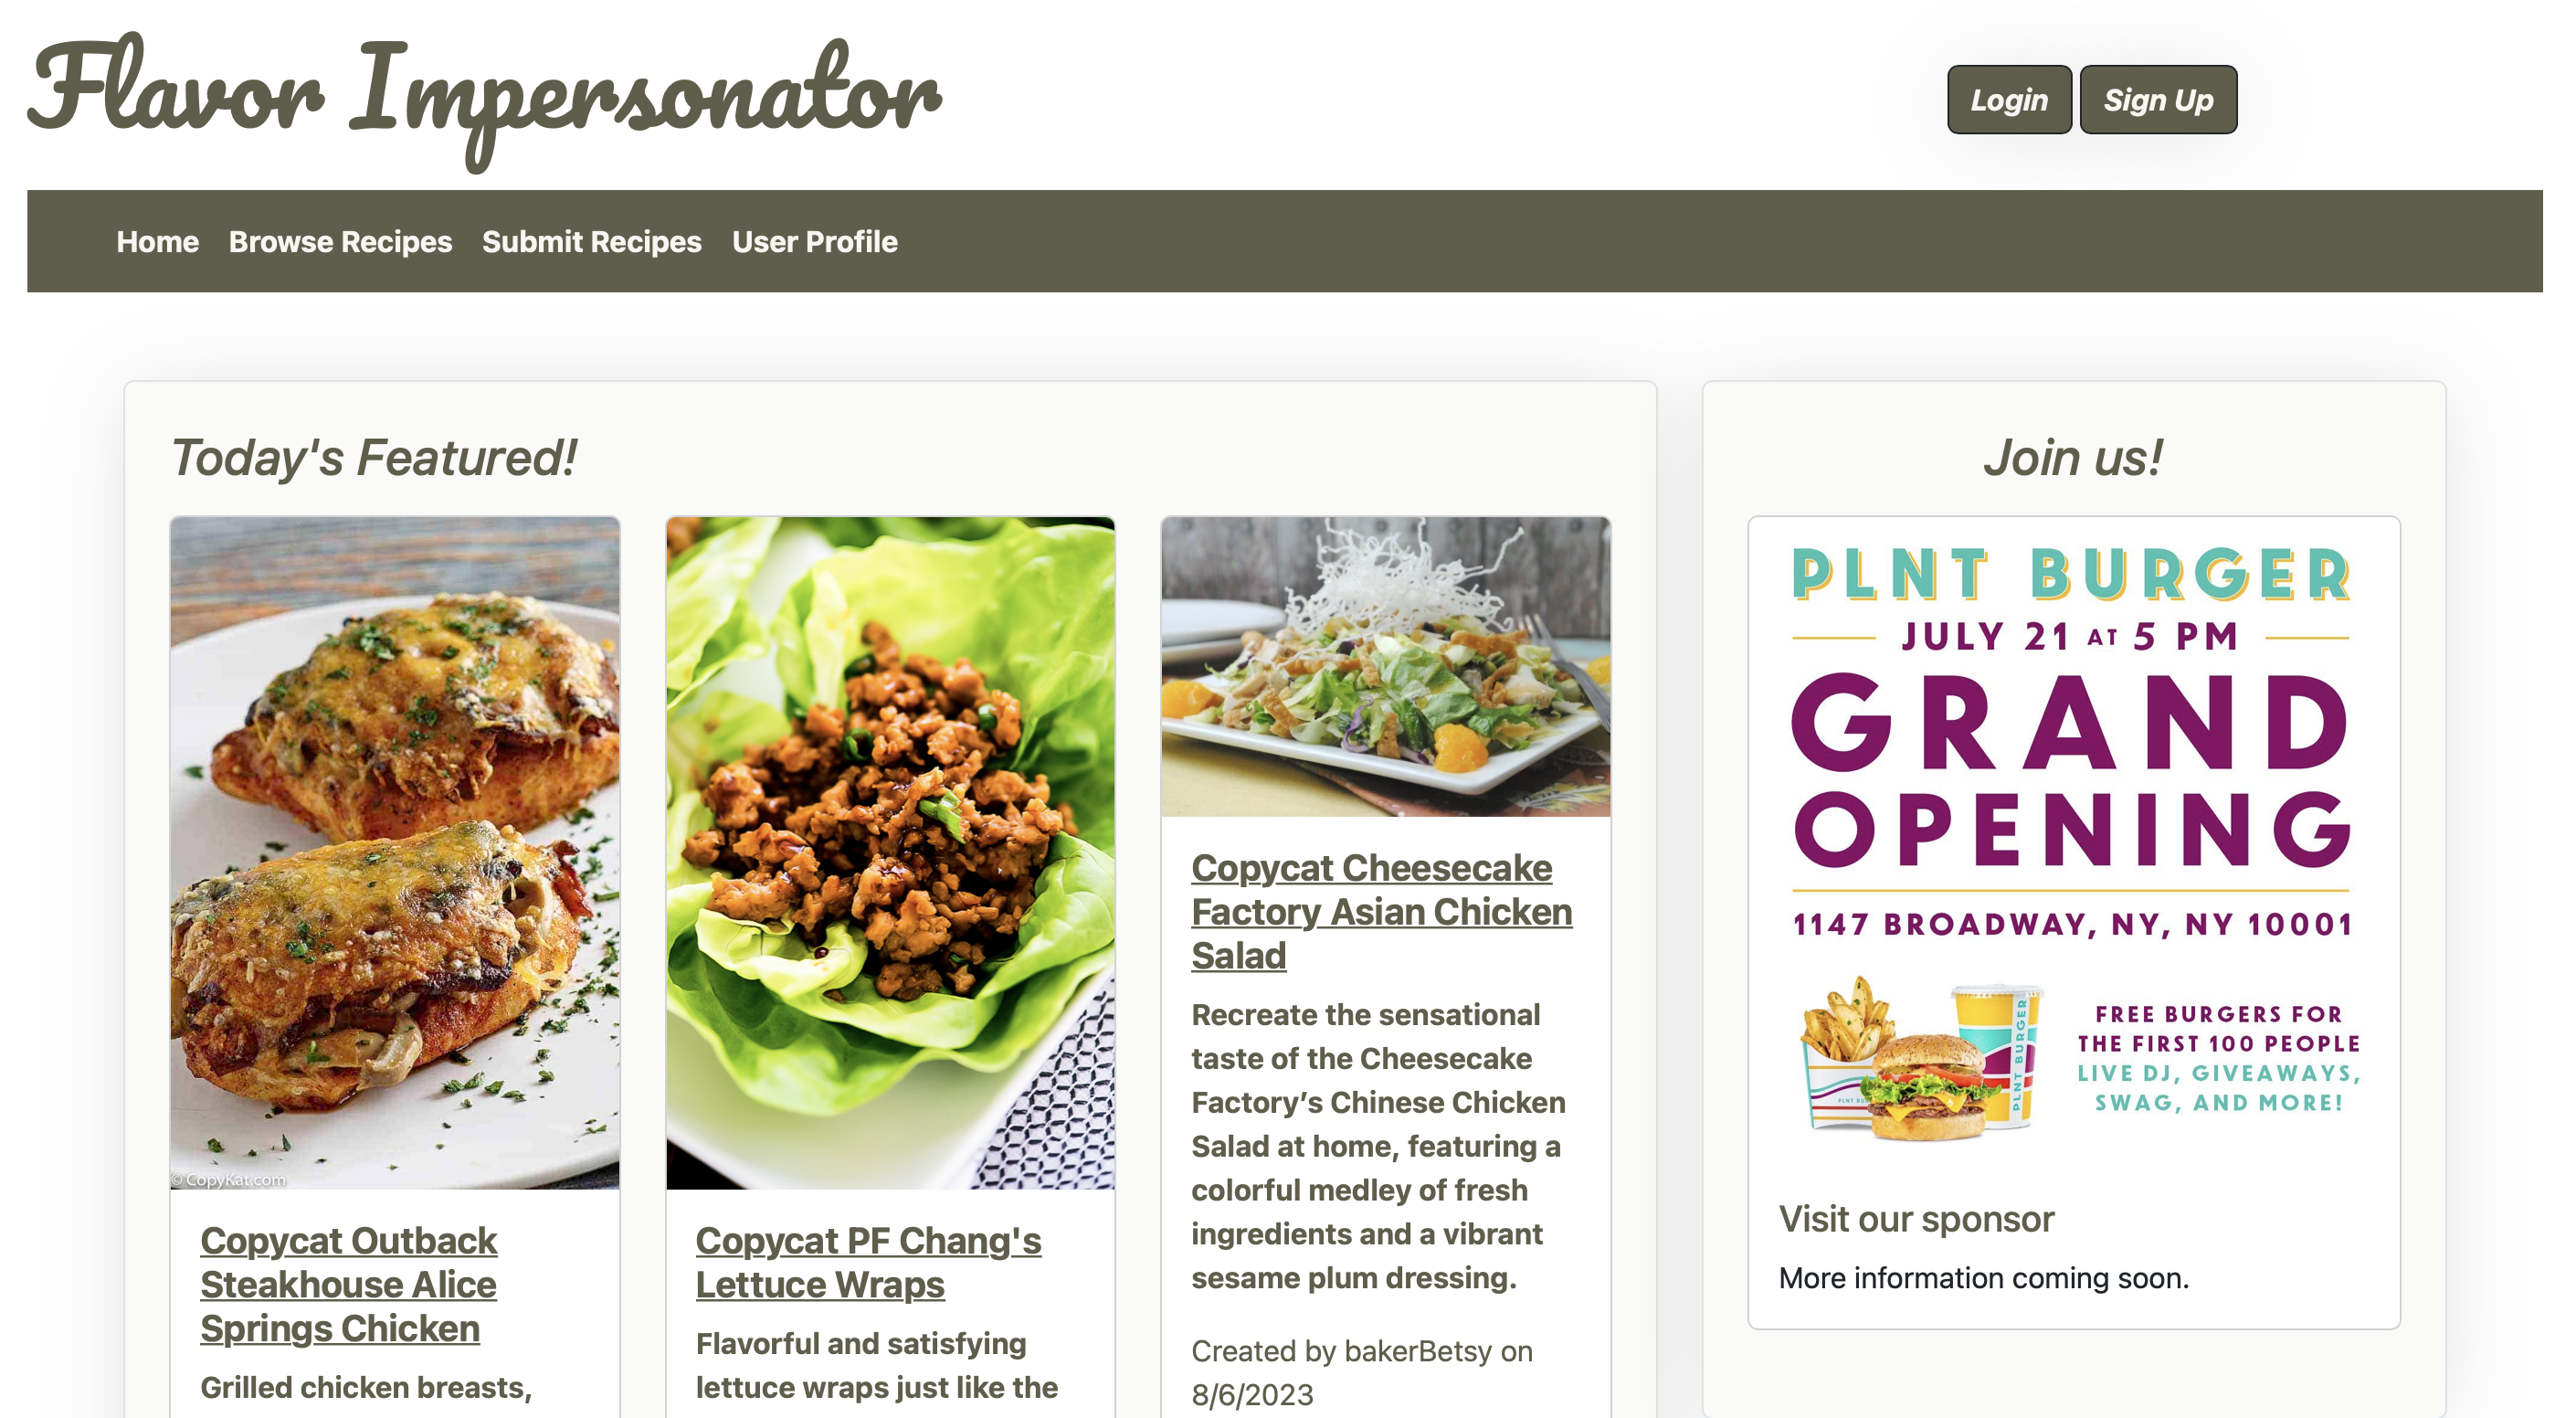 Flavor Impersonator
Login
Sign Up
Home
Browse Recipes
Submit Recipes
User Profile
Today's Featured!
© CopyKat.com
Copycat Outback
Steakhouse Alice
Springs Chicken
Grilled chicken breasts,
Copycat PF Chang's
Lettuce Wraps
Flavorful and satisfying
lettuce wraps just like the
Copycat Cheesecake
Factory Asian Chicken
Salad
Recreate the sensational
taste of the Cheesecake
Factory’s Chinese Chicken
Salad at home, featuring a
colorful medley of fresh
ingredients and a vibrant
sesame plum dressing.
Created by bakerBetsy on
8/6/2023
Join us!
PLNT BURGER
JULY 21 AT 5 PM
GRAND
OPENING
1147 BROADWAY, NY, NY 10001
PLNT BURGER
FREE BURGERS FOR
THE FIRST 100 PEOPLE
LIVE DJ, GIVEAWAYS,
SWAG, AND MORE!
Visit our sponsor
More information coming soon.